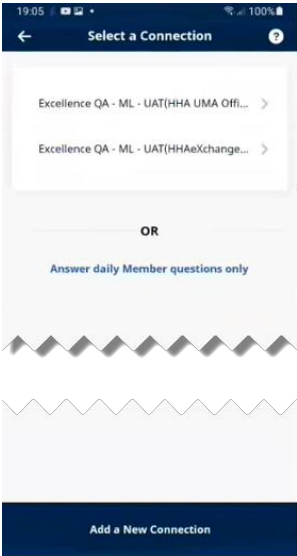 19:05 100%
Select a Connection ?
Excellence QA - ML - UAT(HHA UMA Offi...
Excellence QA - ML - UAT(HHAeXchange...
OR
Answer daily Member questions only
Add a New Connection